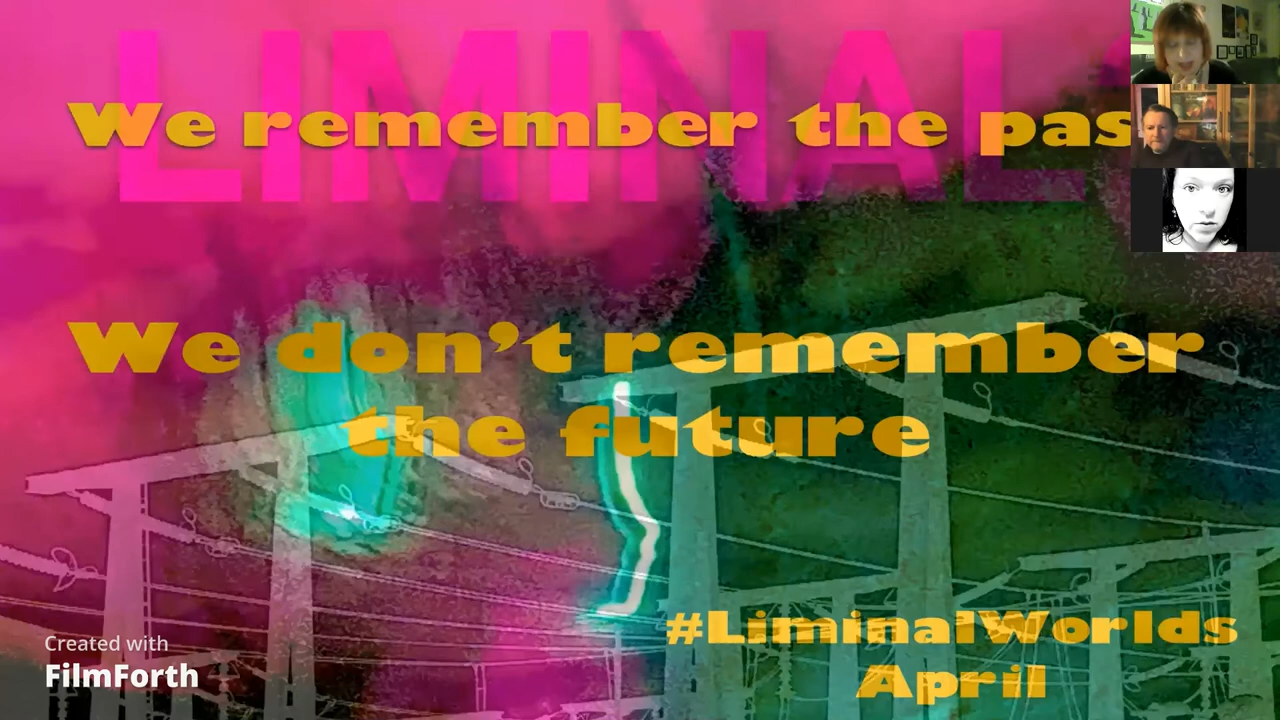 LIMINAL
We remember the pas
We don't remember
the future
#LiminalWorlds
April
Created with
FilmForth